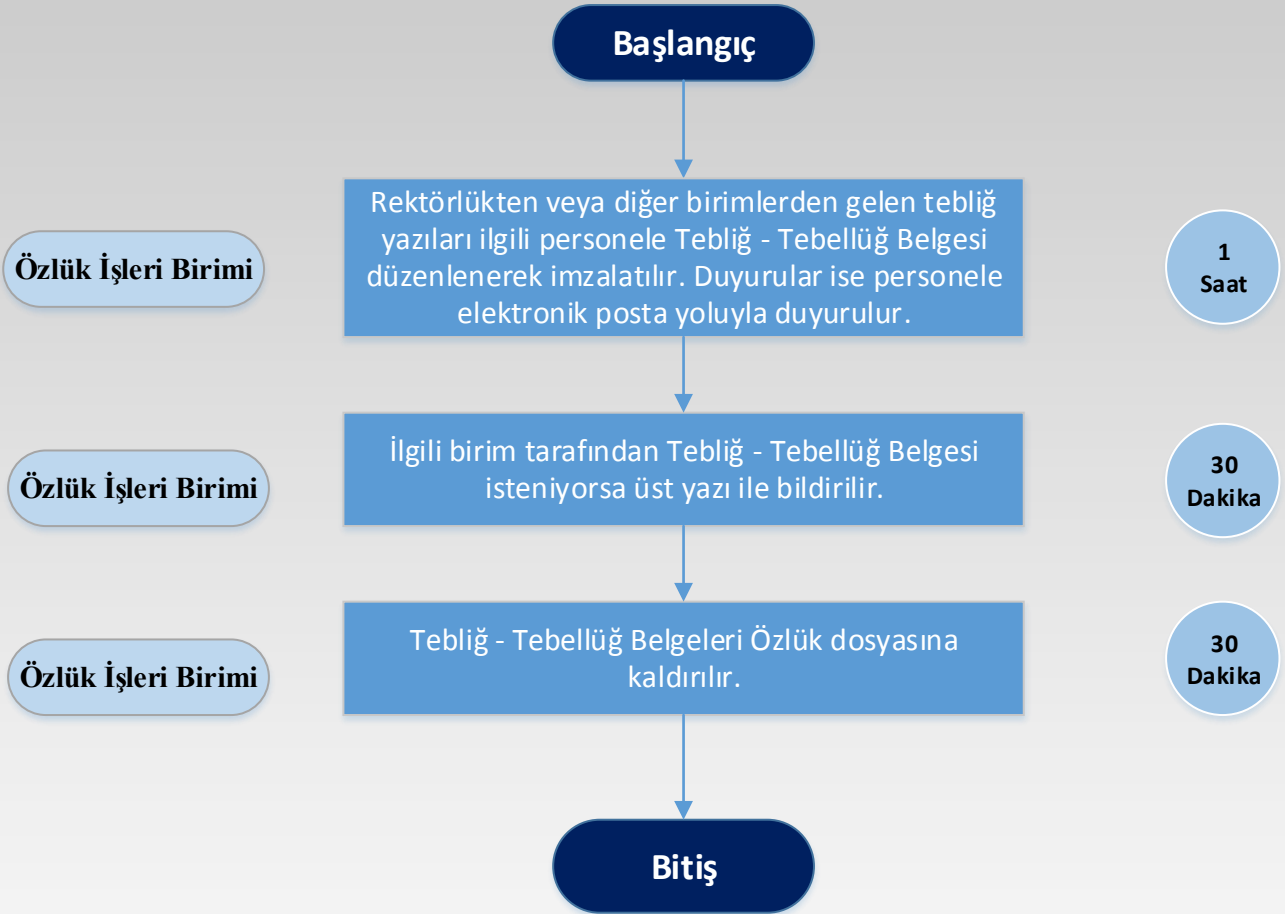 Başlangıç
Özlük İşleri Birimi
Rektörlükten veya diğer birimlerden gelen tebliğ
yazıları ilgili personele Tebliğ - Tebellüğ Belgesi
düzenlenerek imzalatılır. Duyurular ise personele
elektronik posta yoluyla duyurulur.
1
Saat
Özlük İşleri Birimi
İlgili birim tarafından Tebliğ - Tebellüğ Belgesi
isteniyorsa üst yazı ile bildirilir.
30
Dakika
Özlük İşleri Birimi
Tebliğ - Tebellüğ Belgeleri Özlük dosyasına
kaldırılır.
30
Dakika
Bitiş